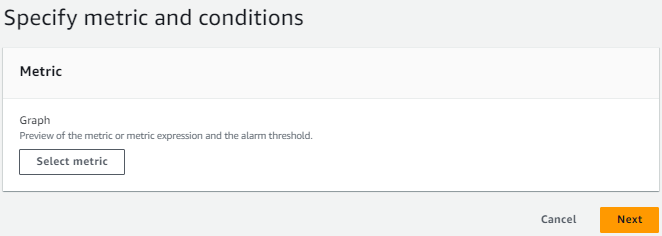 Specify metric and conditions
Metric
Graph
Preview of the metric or metric expression and the alarm threshold.
Select metric
Cancel
Next